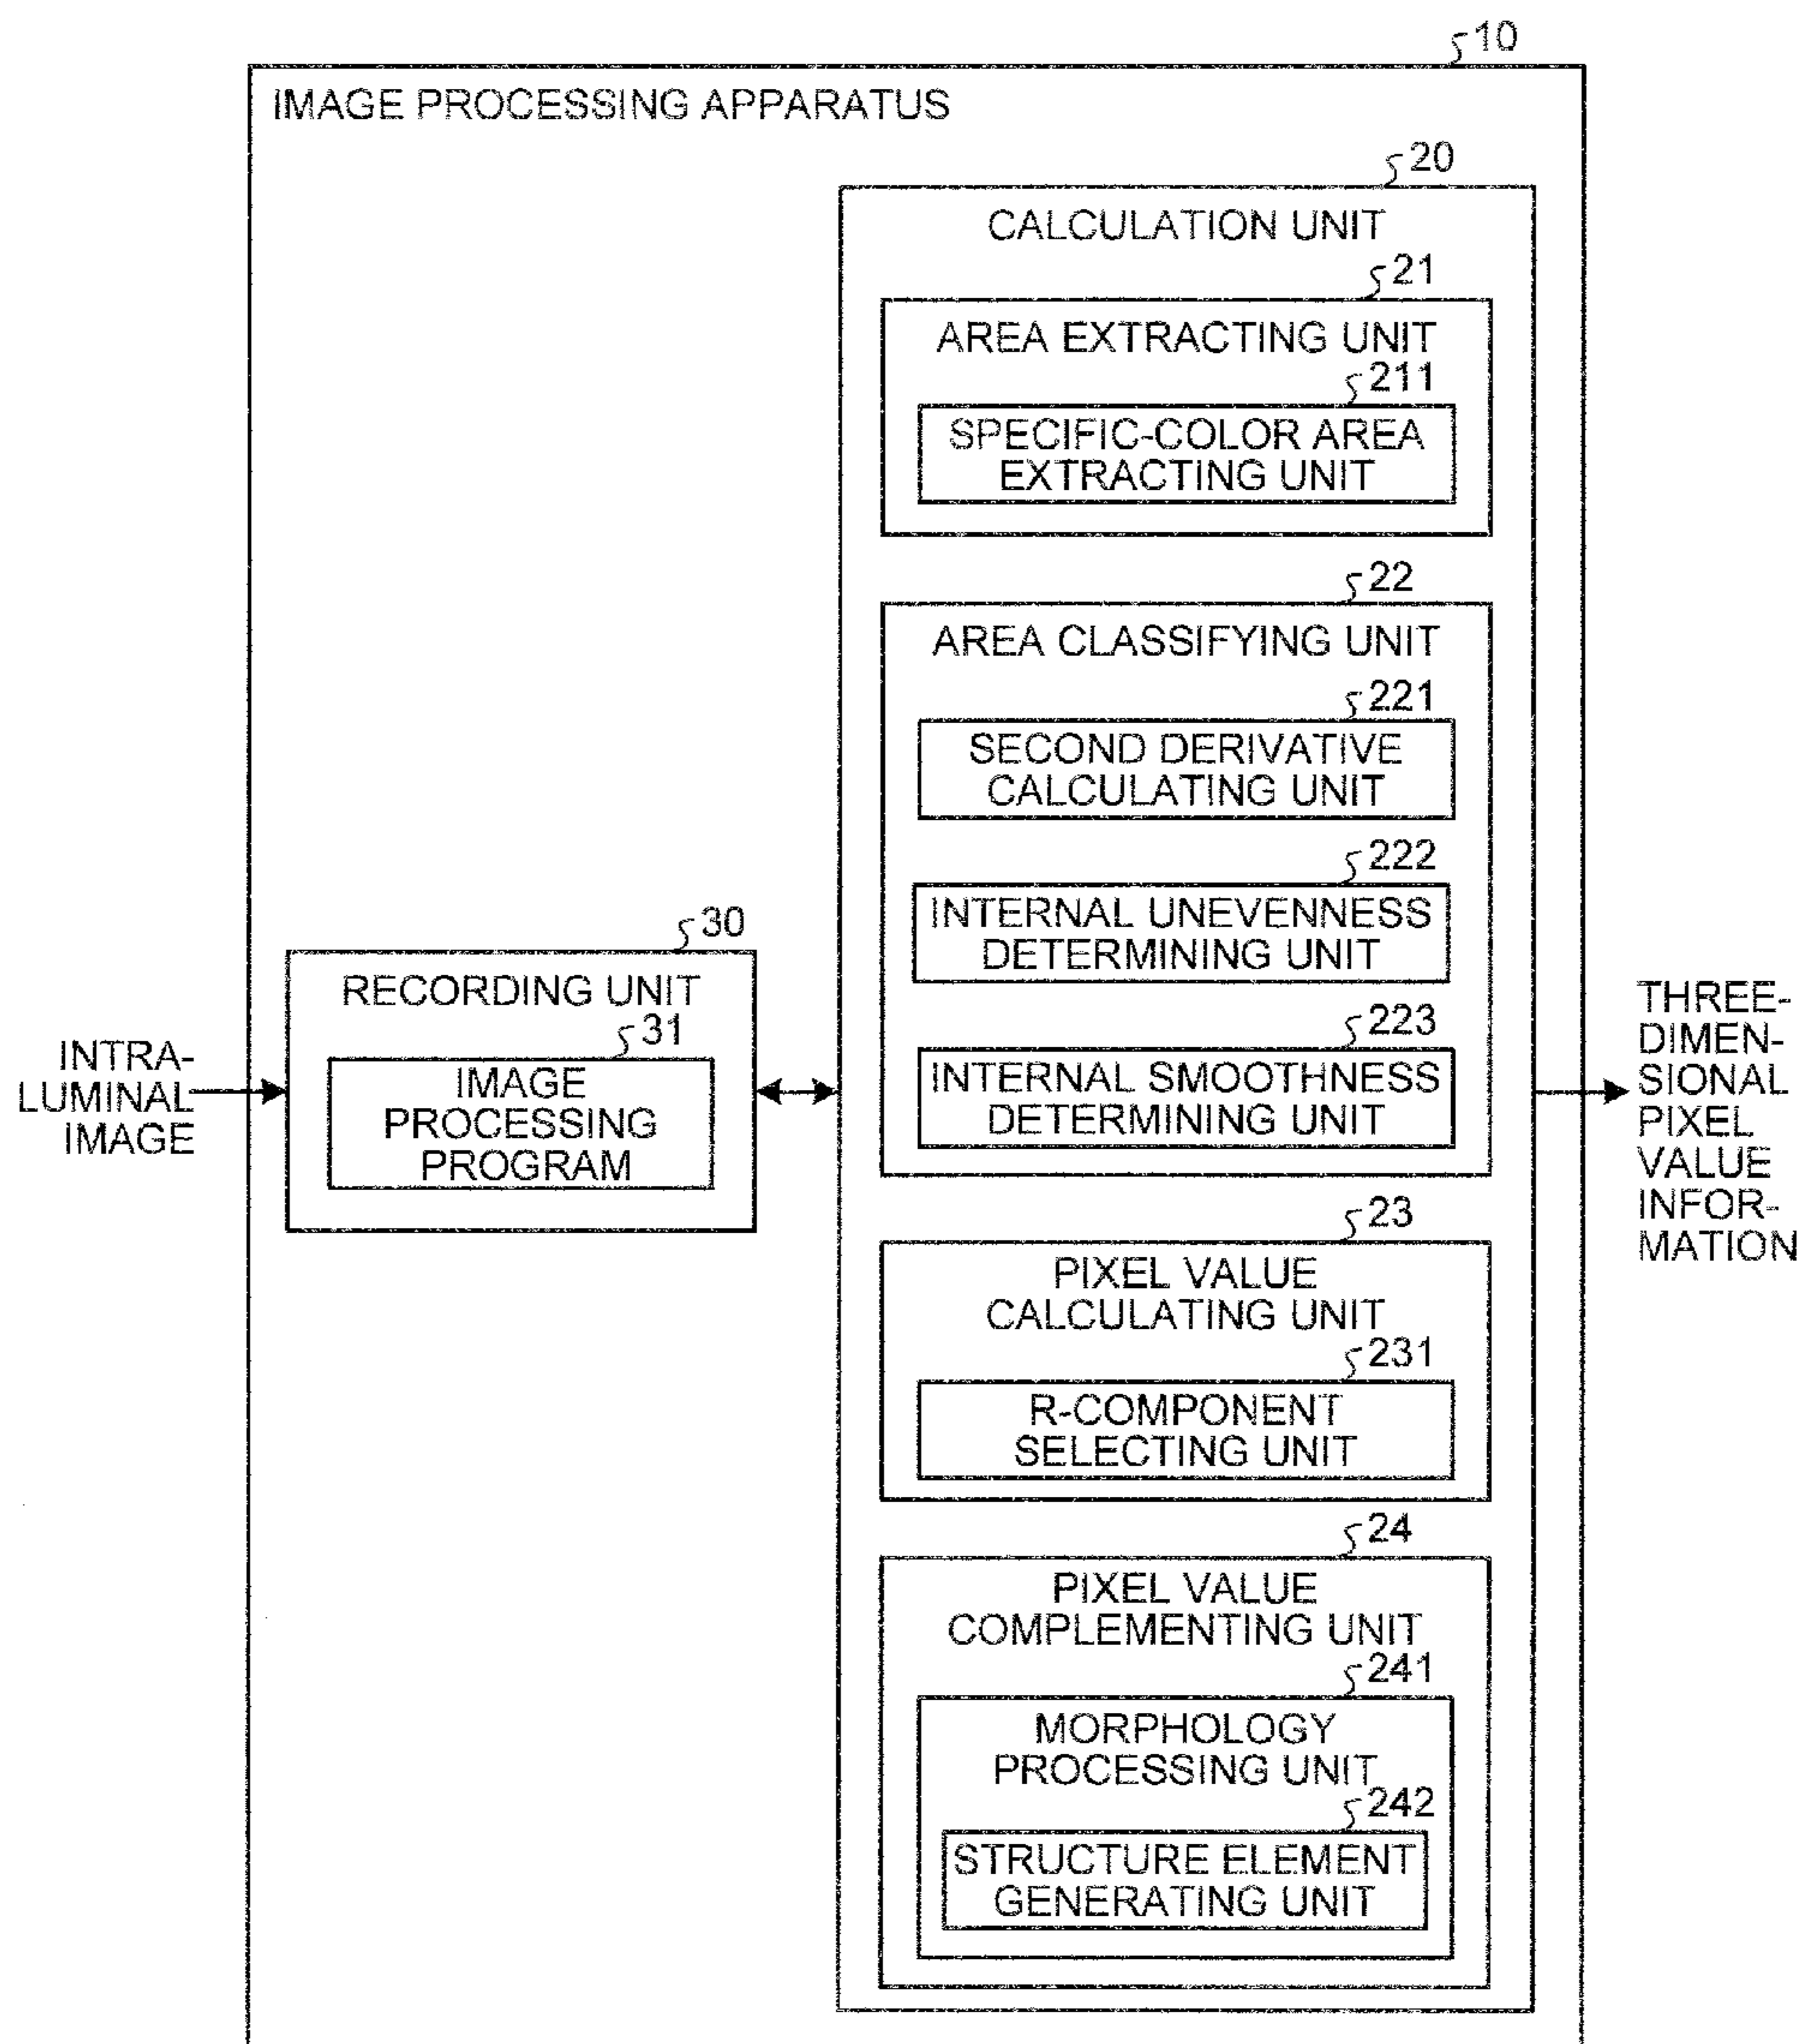 10
IMAGE PROCESSING APPARATUS
20
CALCULATION UNIT
21
AREA EXTRACTING UNIT
211
SPECIFIC-COLOR AREA
EXTRACTING UNIT
22
AREA CLASSIFYING UNIT
221
SECOND DERIVATIVE
CALCULATING UNIT
222
INTERNAL UNEVENNESS
DETERMINING UNIT
223
INTERNAL SMOOTHNESS
DETERMINING UNIT
30
RECORDING UNIT
31
IMAGE
PROCESSING
PROGRAM
INTRA-
LUMINAL
IMAGE
THREE-
DIMEN-
SIONAL
PIXEL
VALUE
INFOR-
MATION
23
PIXEL VALUE
CALCULATING UNIT
231
R-COMPONENT
SELECTING UNIT
24
PIXEL VALUE
COMPLEMENTING UNIT
241
MORPHOLOGY
PROCESSING UNIT
242
STRUCTURE ELEMENT
GENERATING UNIT